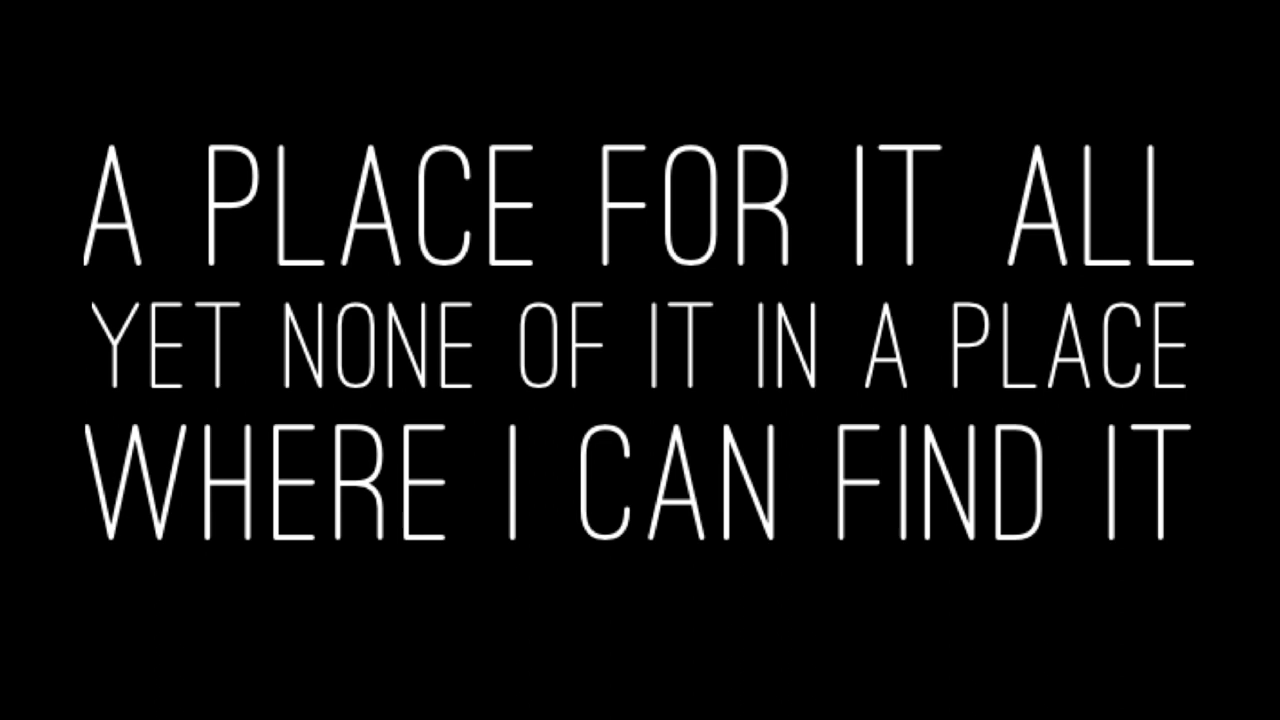 A PLACE FOR IT ALL
YET NONE OF IT IN A PLACE
WHERE I CAN FIND IT